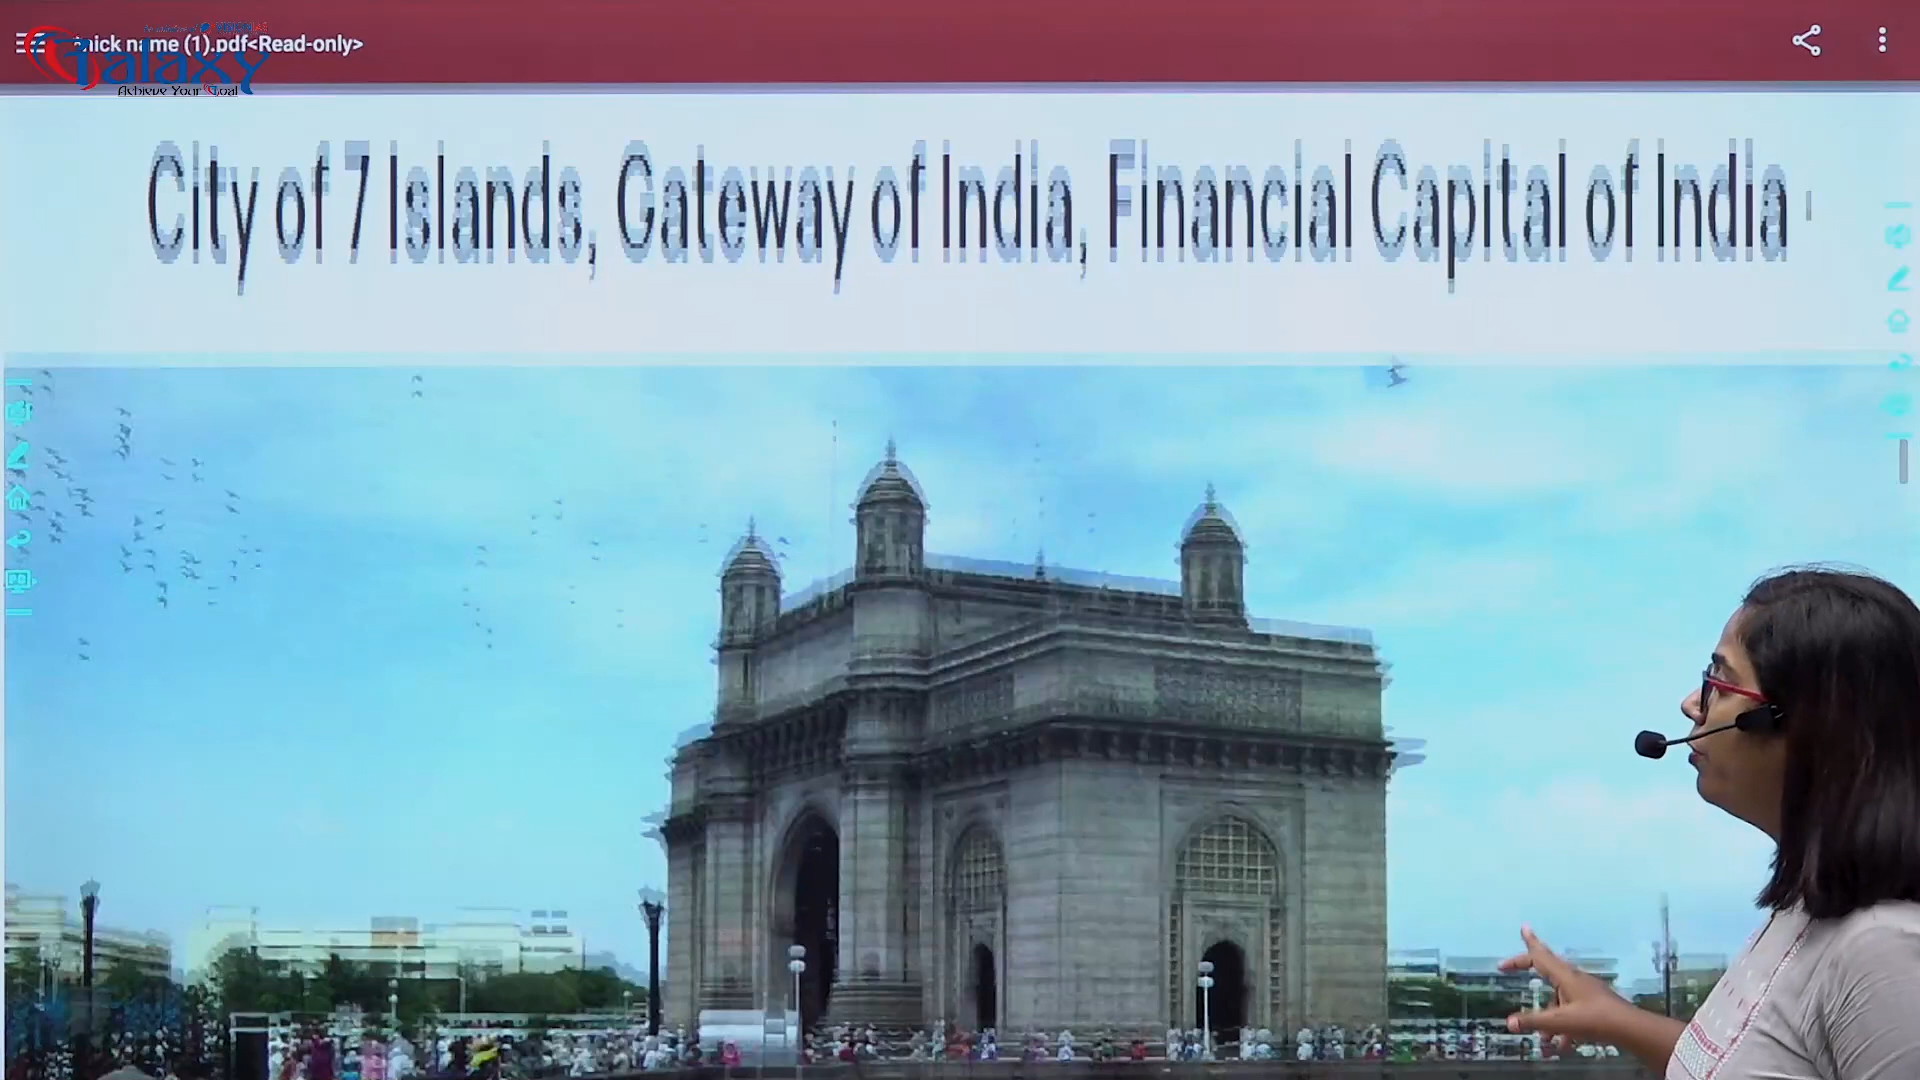 nick name (1).pdf<Read-only>
Galaxy
Achieve Your Goal
City of 7 Islands, Gateway of India, Financial Capital of India